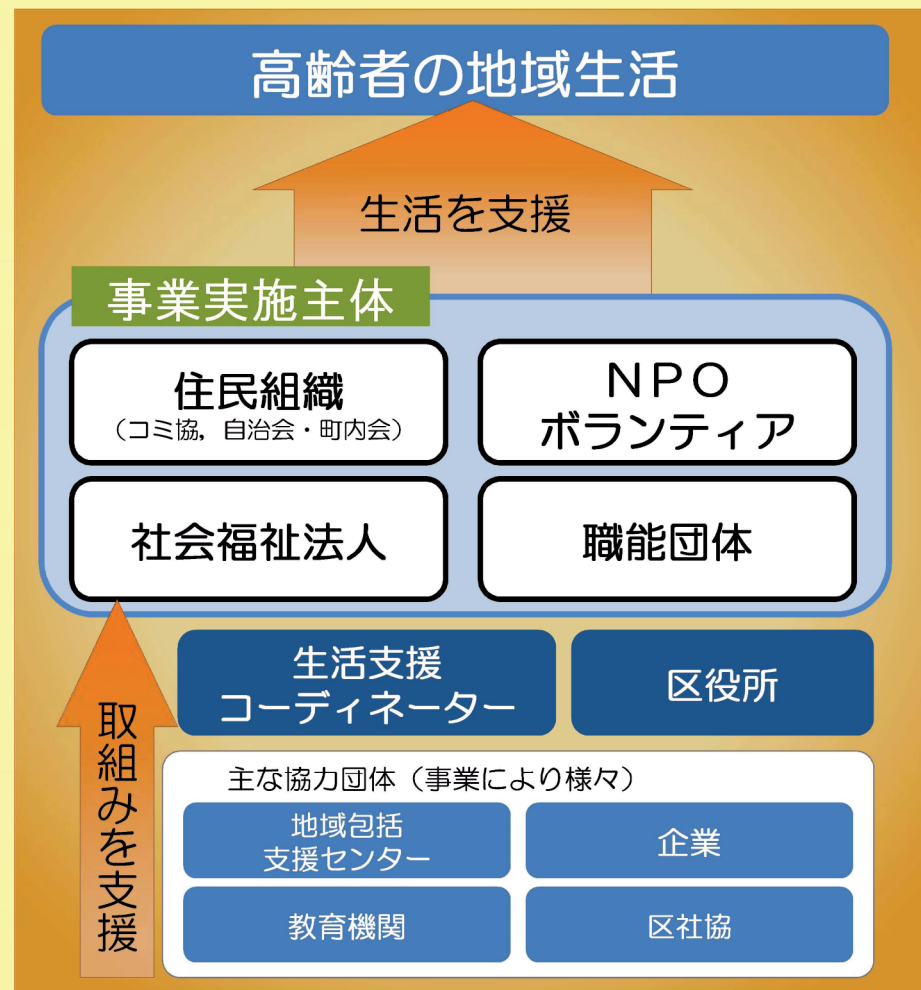 高齢者の地域生活
生活を支援
事業実施主体
住民組織
（コミ協，自治会・町内会）
ＮＰＯ
ボランティア
社会福祉法人
職能団体
取組みを支援
生活支援
コーディネーター
区役所
主な協力団体（事業により様々）
地域包括
支援センター
企業
教育機関
区社協